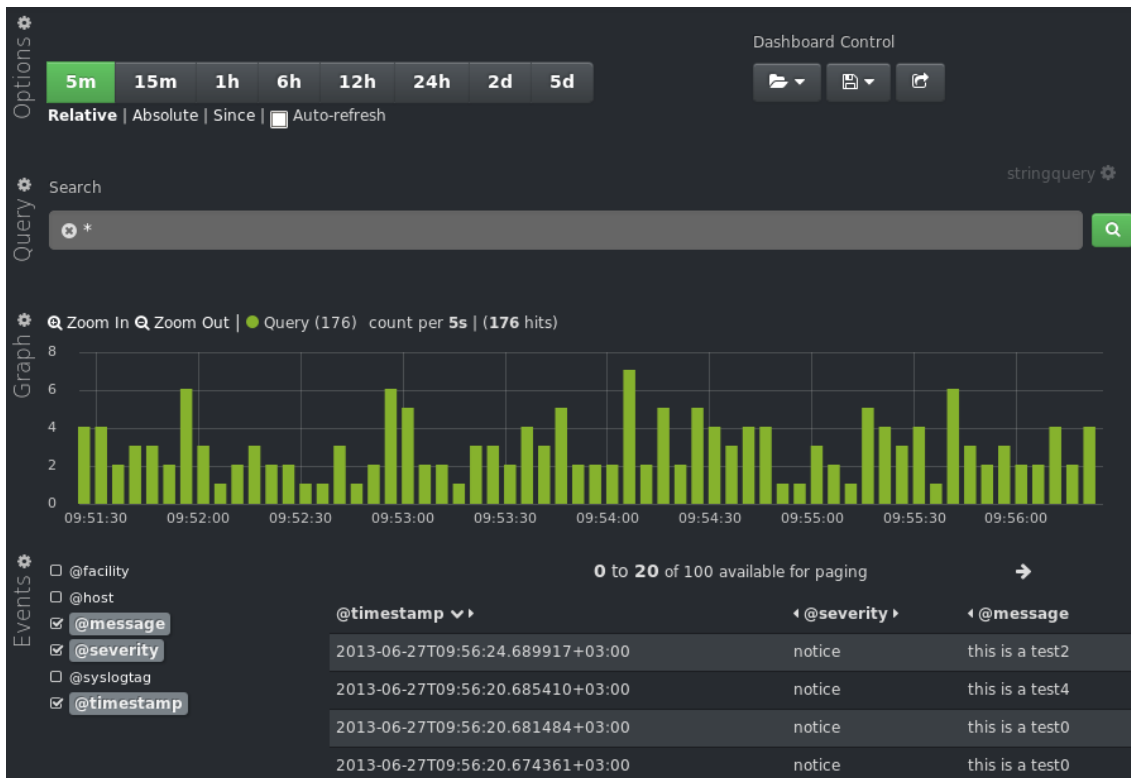 Options
Dashboard Control
5m 15m 1h 6h 12h 24h 2d 5d
Relative | Absolute | Since | Auto-refresh
Query
stringquery
Search
*
Graph
Zoom In Zoom Out | Query (176) count per 5s | (176 hits)
8
6
4
2
0
09:51:30 09:52:00 09:52:30 09:53:00 09:53:30 09:54:00 09:54:30 09:55:00 09:55:30 09:56:00
Events
@facility
@host
@message
@severity
@syslogtag
@timestamp
0 to 20 of 100 available for paging
@timestamp @severity @message
2013-06-27T09:56:24.689917+03:00 notice this is a test2
2013-06-27T09:56:20.685410+03:00 notice this is a test4
2013-06-27T09:56:20.681484+03:00 notice this is a test0
2013-06-27T09:56:20.674361+03:00 notice this is a test0